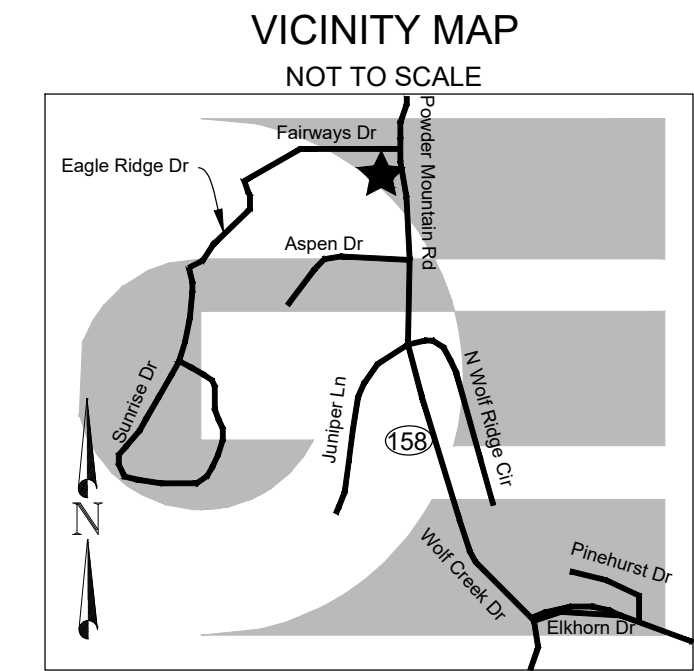 VICINITY MAP
NOT TO SCALE
Powder Mountain Rd
Fairways Dr
Eagle Ridge Dr
Aspen Dr
Sunrise Dr
Juniper Ln
N Wolf Ridge Cir
158
N
Wolf Creek Dr
Pinehurst Dr
Elkhorn Dr